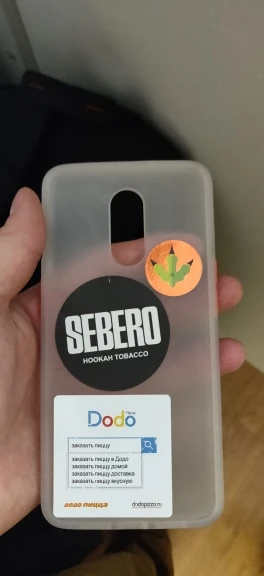 SEBERO
HOOKAH TOBACCO
Dodo
заказать пиццу
заказать пиццу в Додо
заказать пиццу домой
заказать пиццу доставка
заказать пиццу вкусную
додо пицца
dodopizza.ru